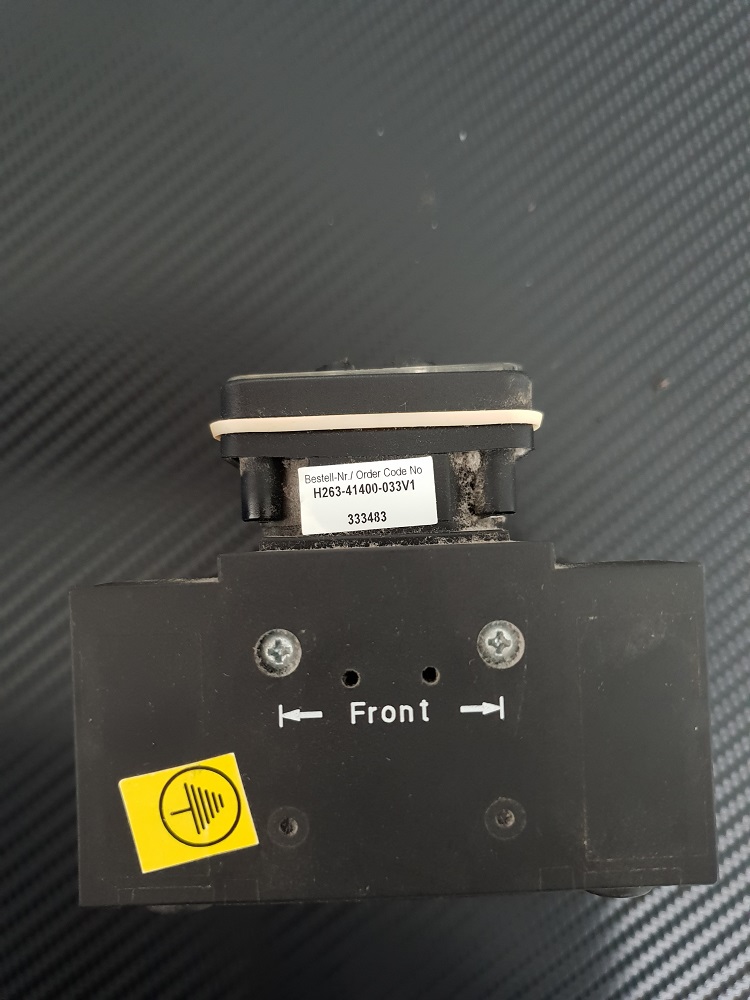 Bestell-Nr./ Order Code No
H263-41400-033V1
333483
Front